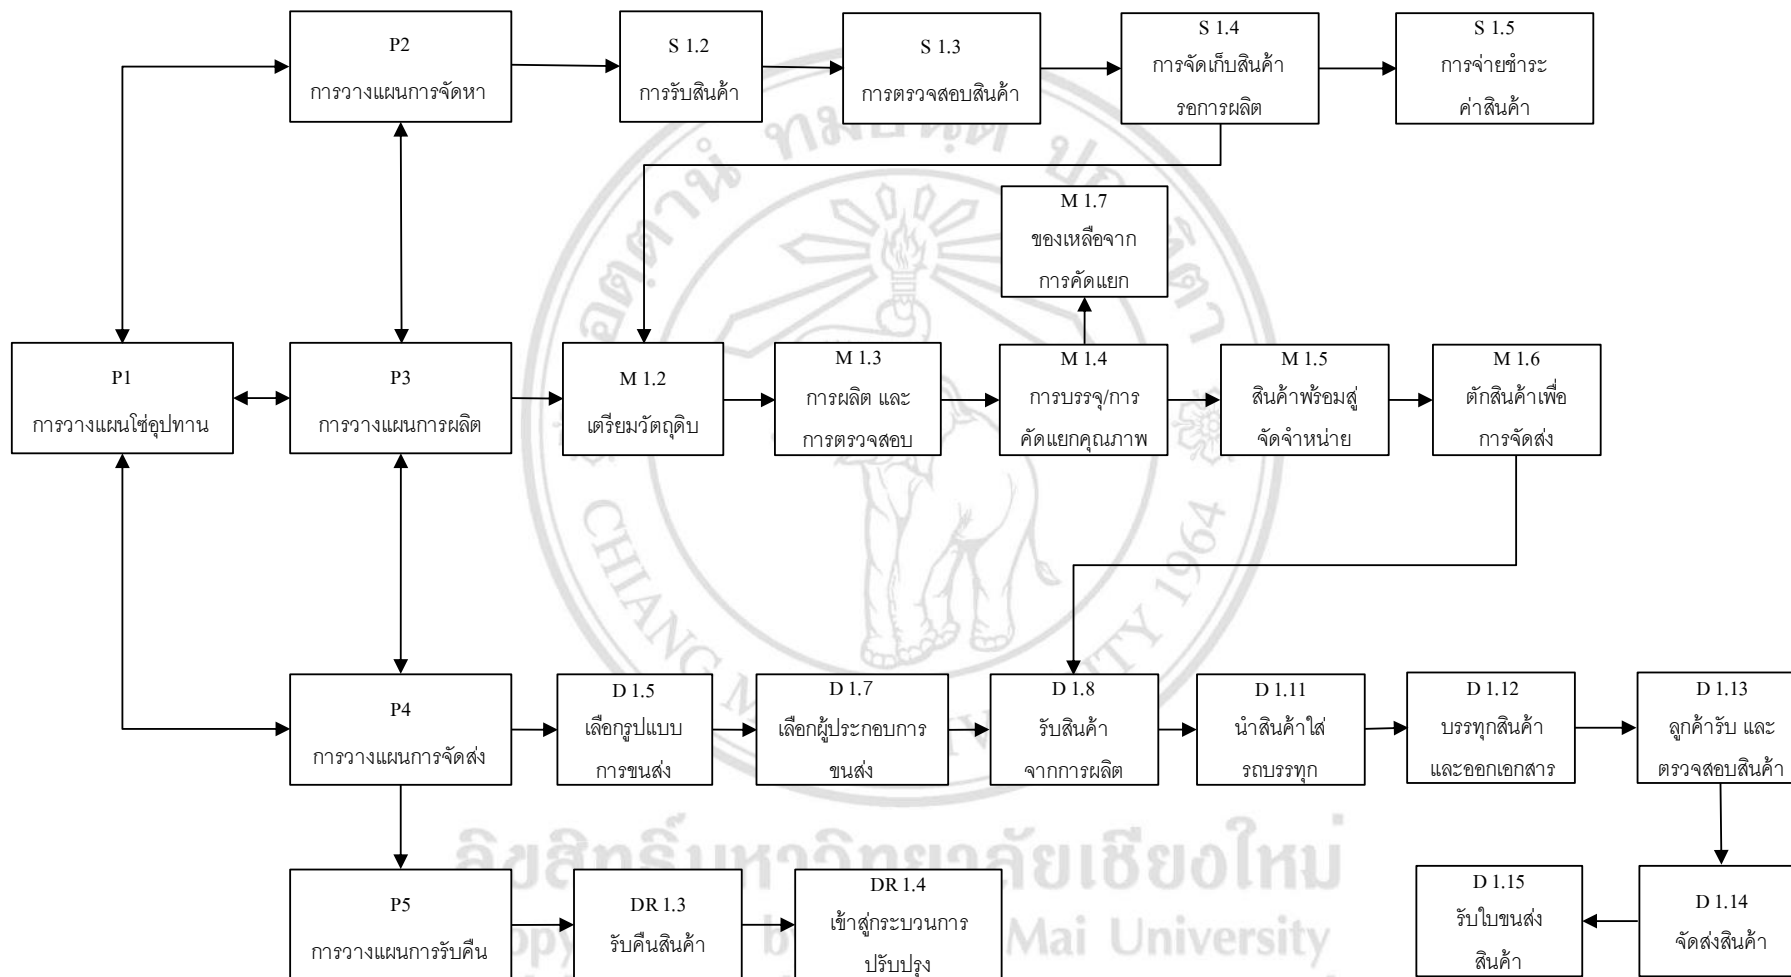 P2
การวางแผนการจัดหา
S 1.2
การรับสินค้า
S 1.3
การตรวจสอบสินค้า
S 1.4
การจัดเก็บสินค้า
รอการผลิต
S 1.5
การจ่ายชำระ
ค่าสินค้า
M 1.7
ของเหลือจาก
การคัดแยก
P1
การวางแผนโซ่อุปทาน
P3
การวางแผนการผลิต
M 1.2
เตรียมวัตถุดิบ
M 1.3
การผลิต และ
การตรวจสอบ
M 1.4
การบรรจุ/การ
คัดแยกคุณภาพ
M 1.5
สินค้าพร้อมสู่
จัดจำหน่าย
M 1.6
ตักสินค้าเพื่อ
การจัดส่ง
P4
การวางแผนการจัดส่ง
D 1.5
เลือกรูปแบบ
การขนส่ง
D 1.7
เลือกผู้ประกอบการ
ขนส่ง
D 1.8
รับสินค้า
จากการผลิต
D 1.11
นำสินค้าใส่
รถบรรทุก
D 1.12
บรรทุกสินค้า
และออกเอกสาร
D 1.13
ลูกค้ารับ และ
ตรวจสอบสินค้า
P5
การวางแผนการรับคืน
DR 1.3
รับคืนสินค้า
DR 1.4
เข้าสู่กระบวนการ
ปรับปรุง
D 1.15
รับใบขนส่ง
สินค้า
D 1.14
จัดส่งสินค้า
ลิขสิทธิ์มหาวิทยาลัยเชียงใหม่
Mai University
1964